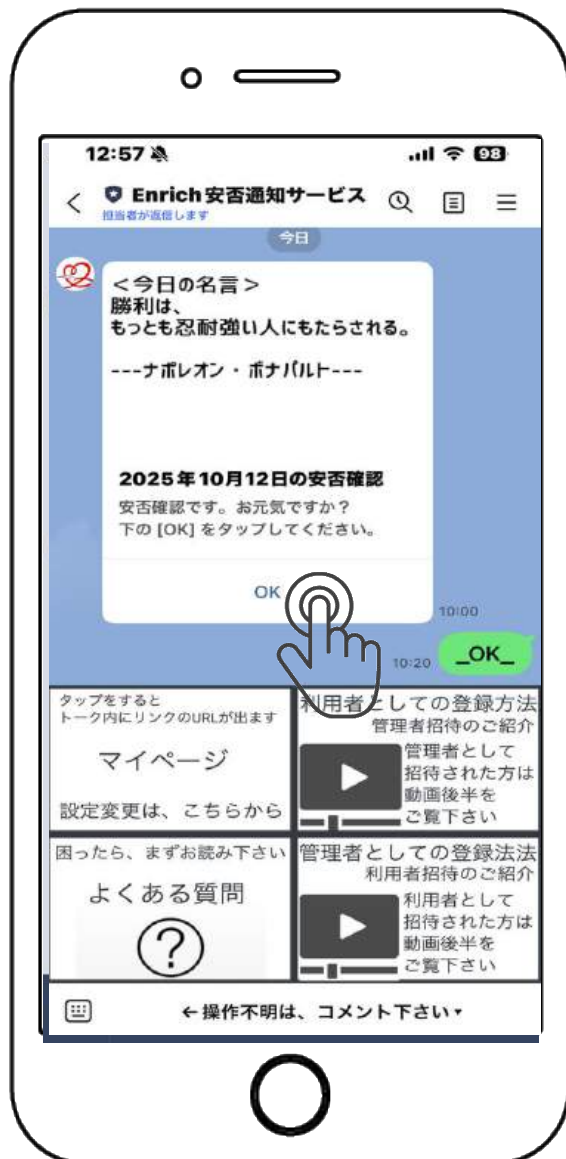 12:57
98
Enrich安否通知サービス
担当者が返信します
今日
<今日の名言>
勝利は、
もっとも忍耐強い人にもたらされる。
---ナポレオン・ボナパルト---
2025年10月12日の安否確認
安否確認です。お元気ですか?
下の [OK] をタップしてください。
OK
10:00
10:20
_OK_
タップをすると
トーク内にリンクのURLが出ます
マイページ
設定変更は、こちらから
利用者としての登録方法
管理者招待のご紹介
管理者として
招待された方は
動画後半を
ご覧下さい
困ったら、まずお読み下さい
よくある質問
?
管理者としての登録法法
利用者招待のご紹介
利用者として
招待された方は
動画後半を
ご覧下さい
←操作不明は、コメント下さい▾